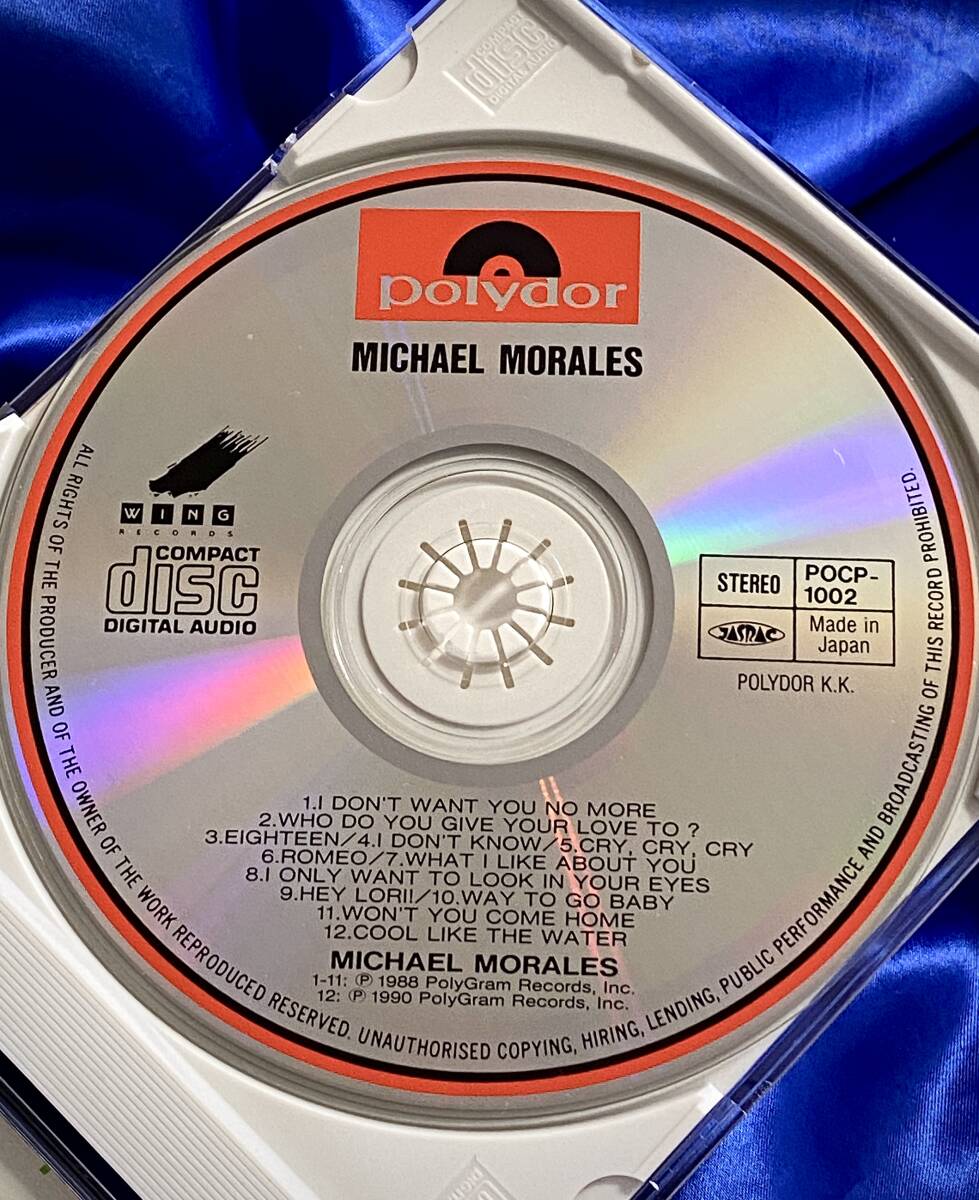 COMPACT
disc
DIGITAL AUDIO
polydor
MICHAEL MORALES
WING
RECORDS
COMPACT
disc
DIGITAL AUDIO
STEREO
POCP-
1002
JASRAC
Made in
Japan
POLYDOR K.K.
1.I DON'T WANT YOU NO MORE
2.WHO DO YOU GIVE YOUR LOVE TO ?
3.EIGHTEEN/4.I DON'T KNOW/5.CRY, CRY, CRY
6.ROMEO/7.WHAT I LIKE ABOUT YOU
8.I ONLY WANT TO LOOK IN YOUR EYES
9.HEY LORII/10.WAY TO GO BABY
11.WON'T YOU COME HOME
12.COOL LIKE THE WATER
MICHAEL MORALES
1-11: ℗ 1988 PolyGram Records, Inc.
12: ℗ 1990 PolyGram Records, Inc.
ALL RIGHTS OF THE PRODUCER AND OF THE OWNER OF THE WORK REPRODUCED RESERVED. UNAUTHORISED COPYING, HIRING, LENDING, PUBLIC PERFORMANCE AND BROADCASTING OF THIS RECORD PROHIBITED.